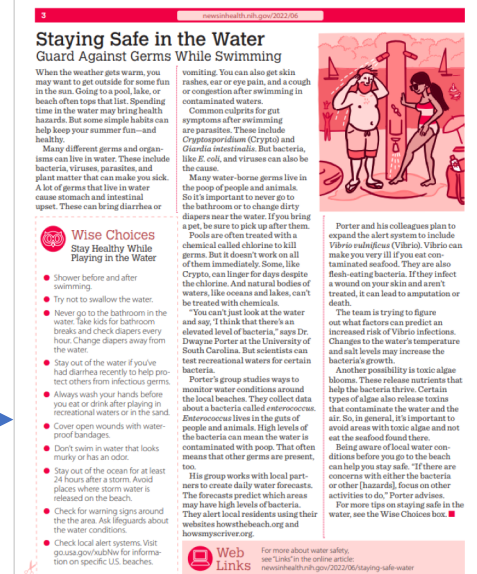 3
newsinhealth.nih.gov/2022/06
Staying Safe in the Water
Guard Against Germs While Swimming
When the weather gets warm, you
may want to get outside for some fun
in the sun. Going to a pool, lake, or
beach often top that list. Spending
time in the water may bring health
hazards. But some simple habits can
help keep your summer fun—and
healthy.
Many different germs and organ-
isms can live in water. These include
bacteria, viruses, parasites, and
plant matter that can make you sick.
A lot of germs that live in water
cause stomach and intestinal
upset. These can bring diarrhea or
Wise Choices
Stay Healthy While
Playing in the Water
● Shower before and after
swimming.
● Try not to swallow the water.
● Never go to the bathroom in the
water. Take kids for bathroom
breaks and check diapers every
hour. Change diapers away from
the water.
● Stay out of the water if you've
had diarrhea recently to help pro-
tect others from infectious germs.
● Always wash your hands before
you eat or drink after playing in
recreational waters or in the sand.
● Cover open wounds with water-
proof bandages.
● Don't swim in water that looks
murky or has an odor.
● Stay out of the ocean for at least
24 hours after a storm. Avoid
places where storm water is
released on the beach.
● Check for warning signs around
the the area. Ask lifeguards about
the water conditions.
● Check local alert systems. Visit
go.usa.gov/xubNw for informa-
tion on specific U.S. beaches.
vomiting. You can also get skin
rashes, ear or eye pain, and a cough
or congestion after swimming in
contaminated waters.
Common culprits for gut
symptoms after swimming
are parasites. These include
Cryptosporidium (Crypto) and
Giardia intestinalis. But bacteria,
like E. coli, and viruses can also be
the cause.
Many water-borne germs live in
the poop of people and animals.
So it's important to never go to
the bathroom or to change dirty
diapers near the water. If you bring
a pet, be sure to pick up after them.
Pools are often treated with a
chemical called chlorine to kill
germs. But it doesn't work on all
of them immediately. Some, like
Crypto, can linger for days despite
the chlorine. And natural bodies of
waters, like oceans and lakes, can't
be treated with chemicals.
"You can't just look at the water
and say, 'I think that there's an
elevated level of bacteria,'" says Dr.
Dwayne Porter at the University of
South Carolina. But scientists can
test recreational waters for certain
bacteria.
Porter's group studies ways to
monitor water conditions around
the local beaches. They collect data
about a bacteria called enterococcus.
Enterococcus lives in the guts of
people and animals. High levels of
the bacteria can mean the water is
contaminated with poop. That often
means that other germs are present,
too.
His group works with local part-
ners to create daily water forecasts.
The forecasts predict which areas
may have high levels of bacteria.
They alert local residents using their
websites howsthebeach.org and
howsmyscriver.org.
Porter and his colleagues plan to
expand the alert system to include
Vibrio vulnificus (Vibrio). Vibrio can
make you very ill if you eat con-
taminated seafood. They are also
flesh-eating bacteria. If they infect
a wound on your skin and aren't
treated, it can lead to amputation or
death.
The team is trying to figure
out what factors can predict an
increased risk of Vibrio infections.
Changes to the water's temperature
and salt levels may increase the
bacteria's growth.
Another possibility is toxic algae
blooms. These release nutrients that
help the bacteria thrive. Certain
types of algae also release toxins
that contaminate the water and the
air. So, in general, it's important to
avoid areas with toxic algae and not
eat the seafood found there.
Being aware of local water con-
ditions before you go to the beach
can help you stay safe. "If there are
concerns with either the bacteria
or other [hazards], focus on other
activities to do," Porter advises.
For more tips on staying safe in the
water, see the Wise Choices box. ■
Web
Links
For more about water safety,
see "Links" in the online article:
newsinhealth.nih.gov/2022/06/staying-safe-water